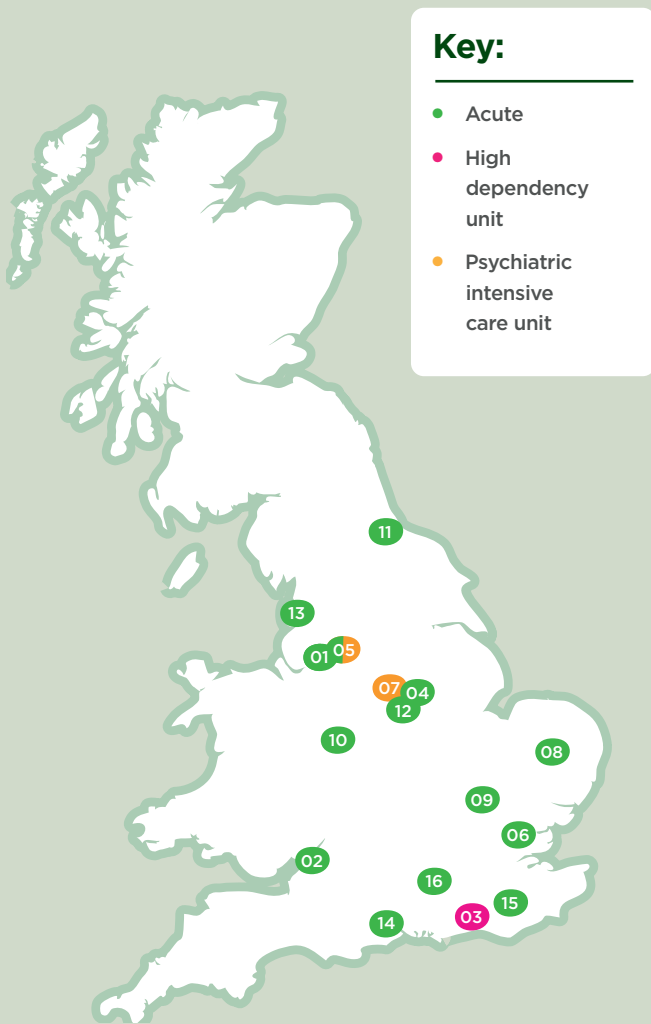 Key:
Acute
High
dependency
unit
Psychiatric
intensive
care unit
11
13
01
05
07
04
12
10
08
09
06
02
16
15
03
14